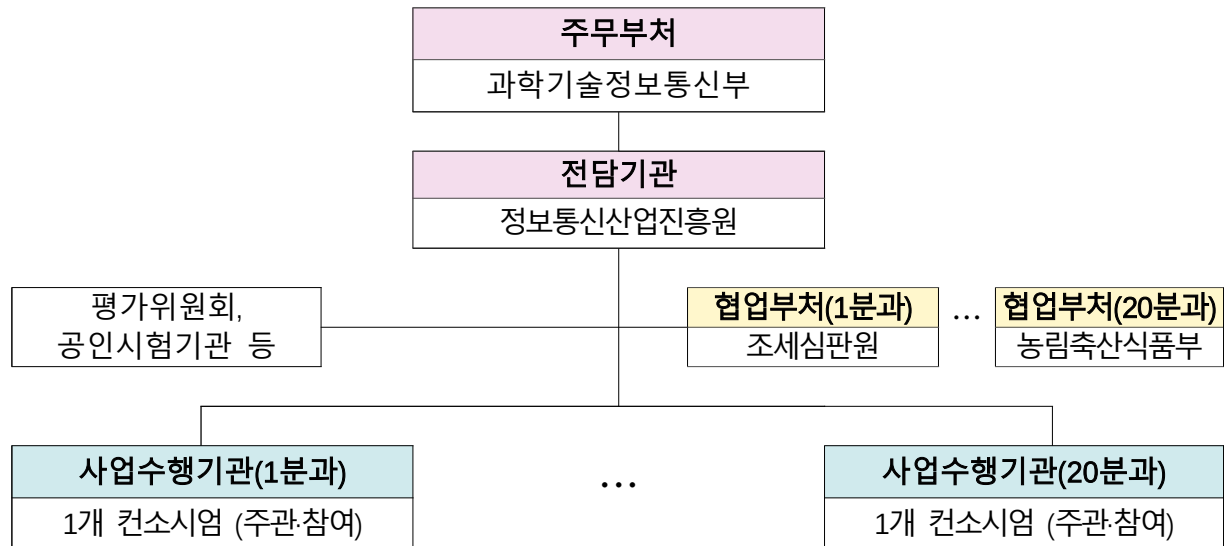 주무부처
과학기술정보통신부
전담기관
정보통신산업진흥원
평가위원회,
공인시험기관 등
협업부처(1분과)
조세심판원
…
협업부처(20분과)
농림축산식품부
사업수행기관(1분과)
1개 컨소시엄 (주관·참여)
…
사업수행기관(20분과)
1개 컨소시엄 (주관·참여)